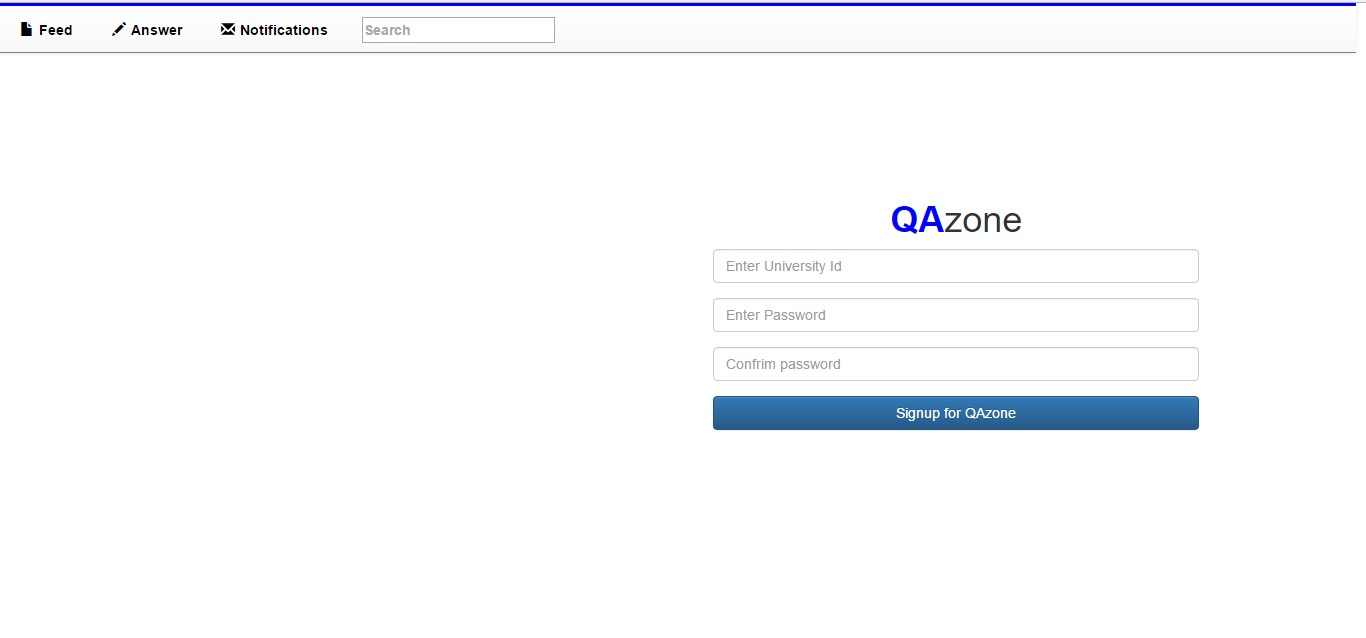 Feed Answer Notifications Search
QAzone
Enter University Id
Enter Password
Confrim password
Signup for QAzone